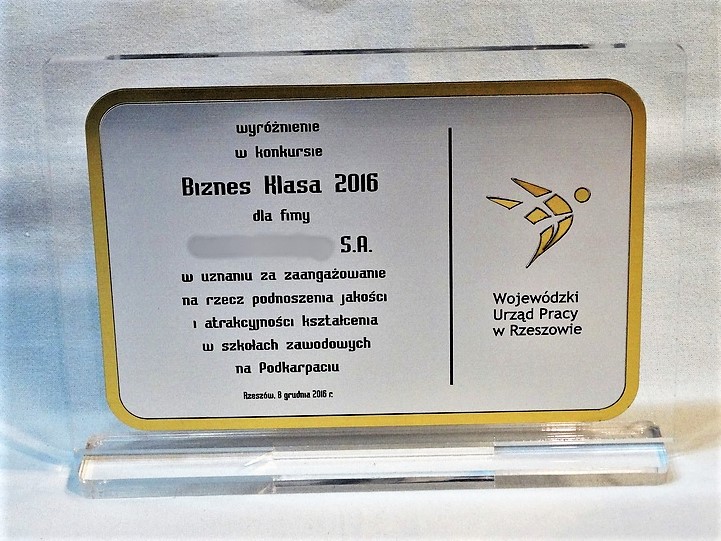 wyróżnienie
w konkursie
Biznes Klasa 2016
dla fimy
S.A.
w uznaniu za zaangażowanie
na rzecz podnoszenia jakości
i atrakcyjności kształcenia
w szkołach zawodowych
na Podkarpaciu
Rzeszów, 8 grudnia 2016 r.
Wojewódzki
Urząd Pracy
w Rzeszowie